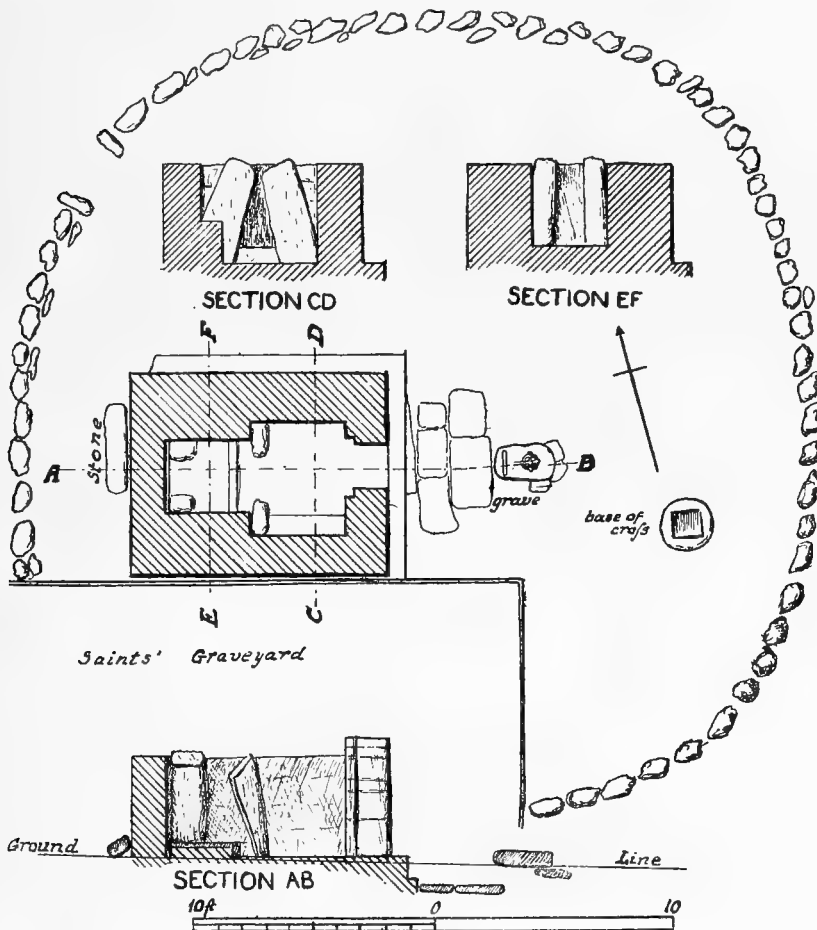 SECTION CD
SECTION EF
F
D
Stone
A
B
grave
base of
cross
E
C
Saints' Graveyard
Ground
Line
SECTION AB
10ft
0
10